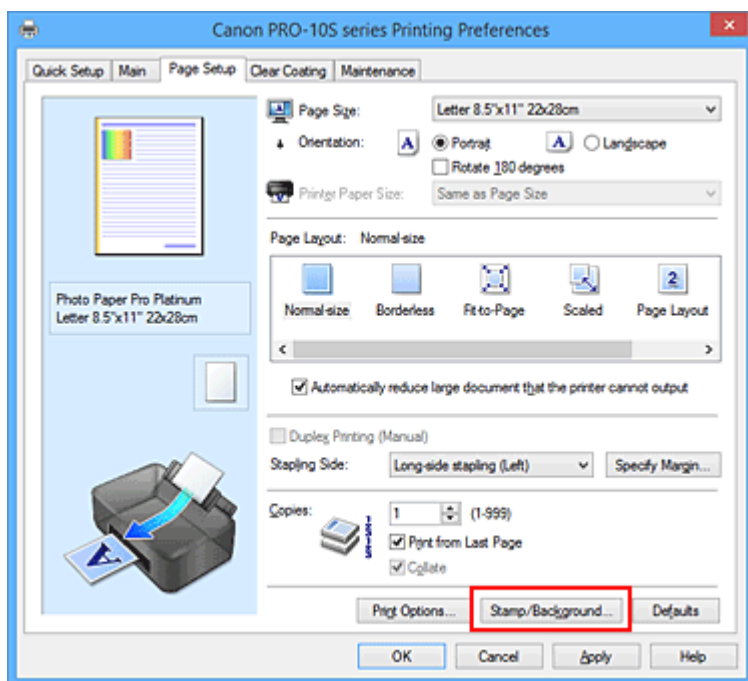 Canon PRO-10S series Printing Preferences
Quick Setup Main Page Setup Clear Coating Maintenance
Page Size: Letter 8.5"x11" 22x28cm
Orientation: A Portrait A Landscape
Rotate 180 degrees
Printer Paper Size: Same as Page Size
Page Layout: Normal-size
Normal-size Borderless Fit-to-Page Scaled 2 Page Layout
Photo Paper Pro Platinum
Letter 8.5"x11" 22x28cm
Automatically reduce large document that the printer cannot output
Duplex Printing (Manual)
Stapling Side: Long-side stapling (Left) Specify Margin...
Copies: 1 (1-999)
Print from Last Page
Collate
A
Print Options... Stamp/Background... Defaults
OK Cancel Apply Help